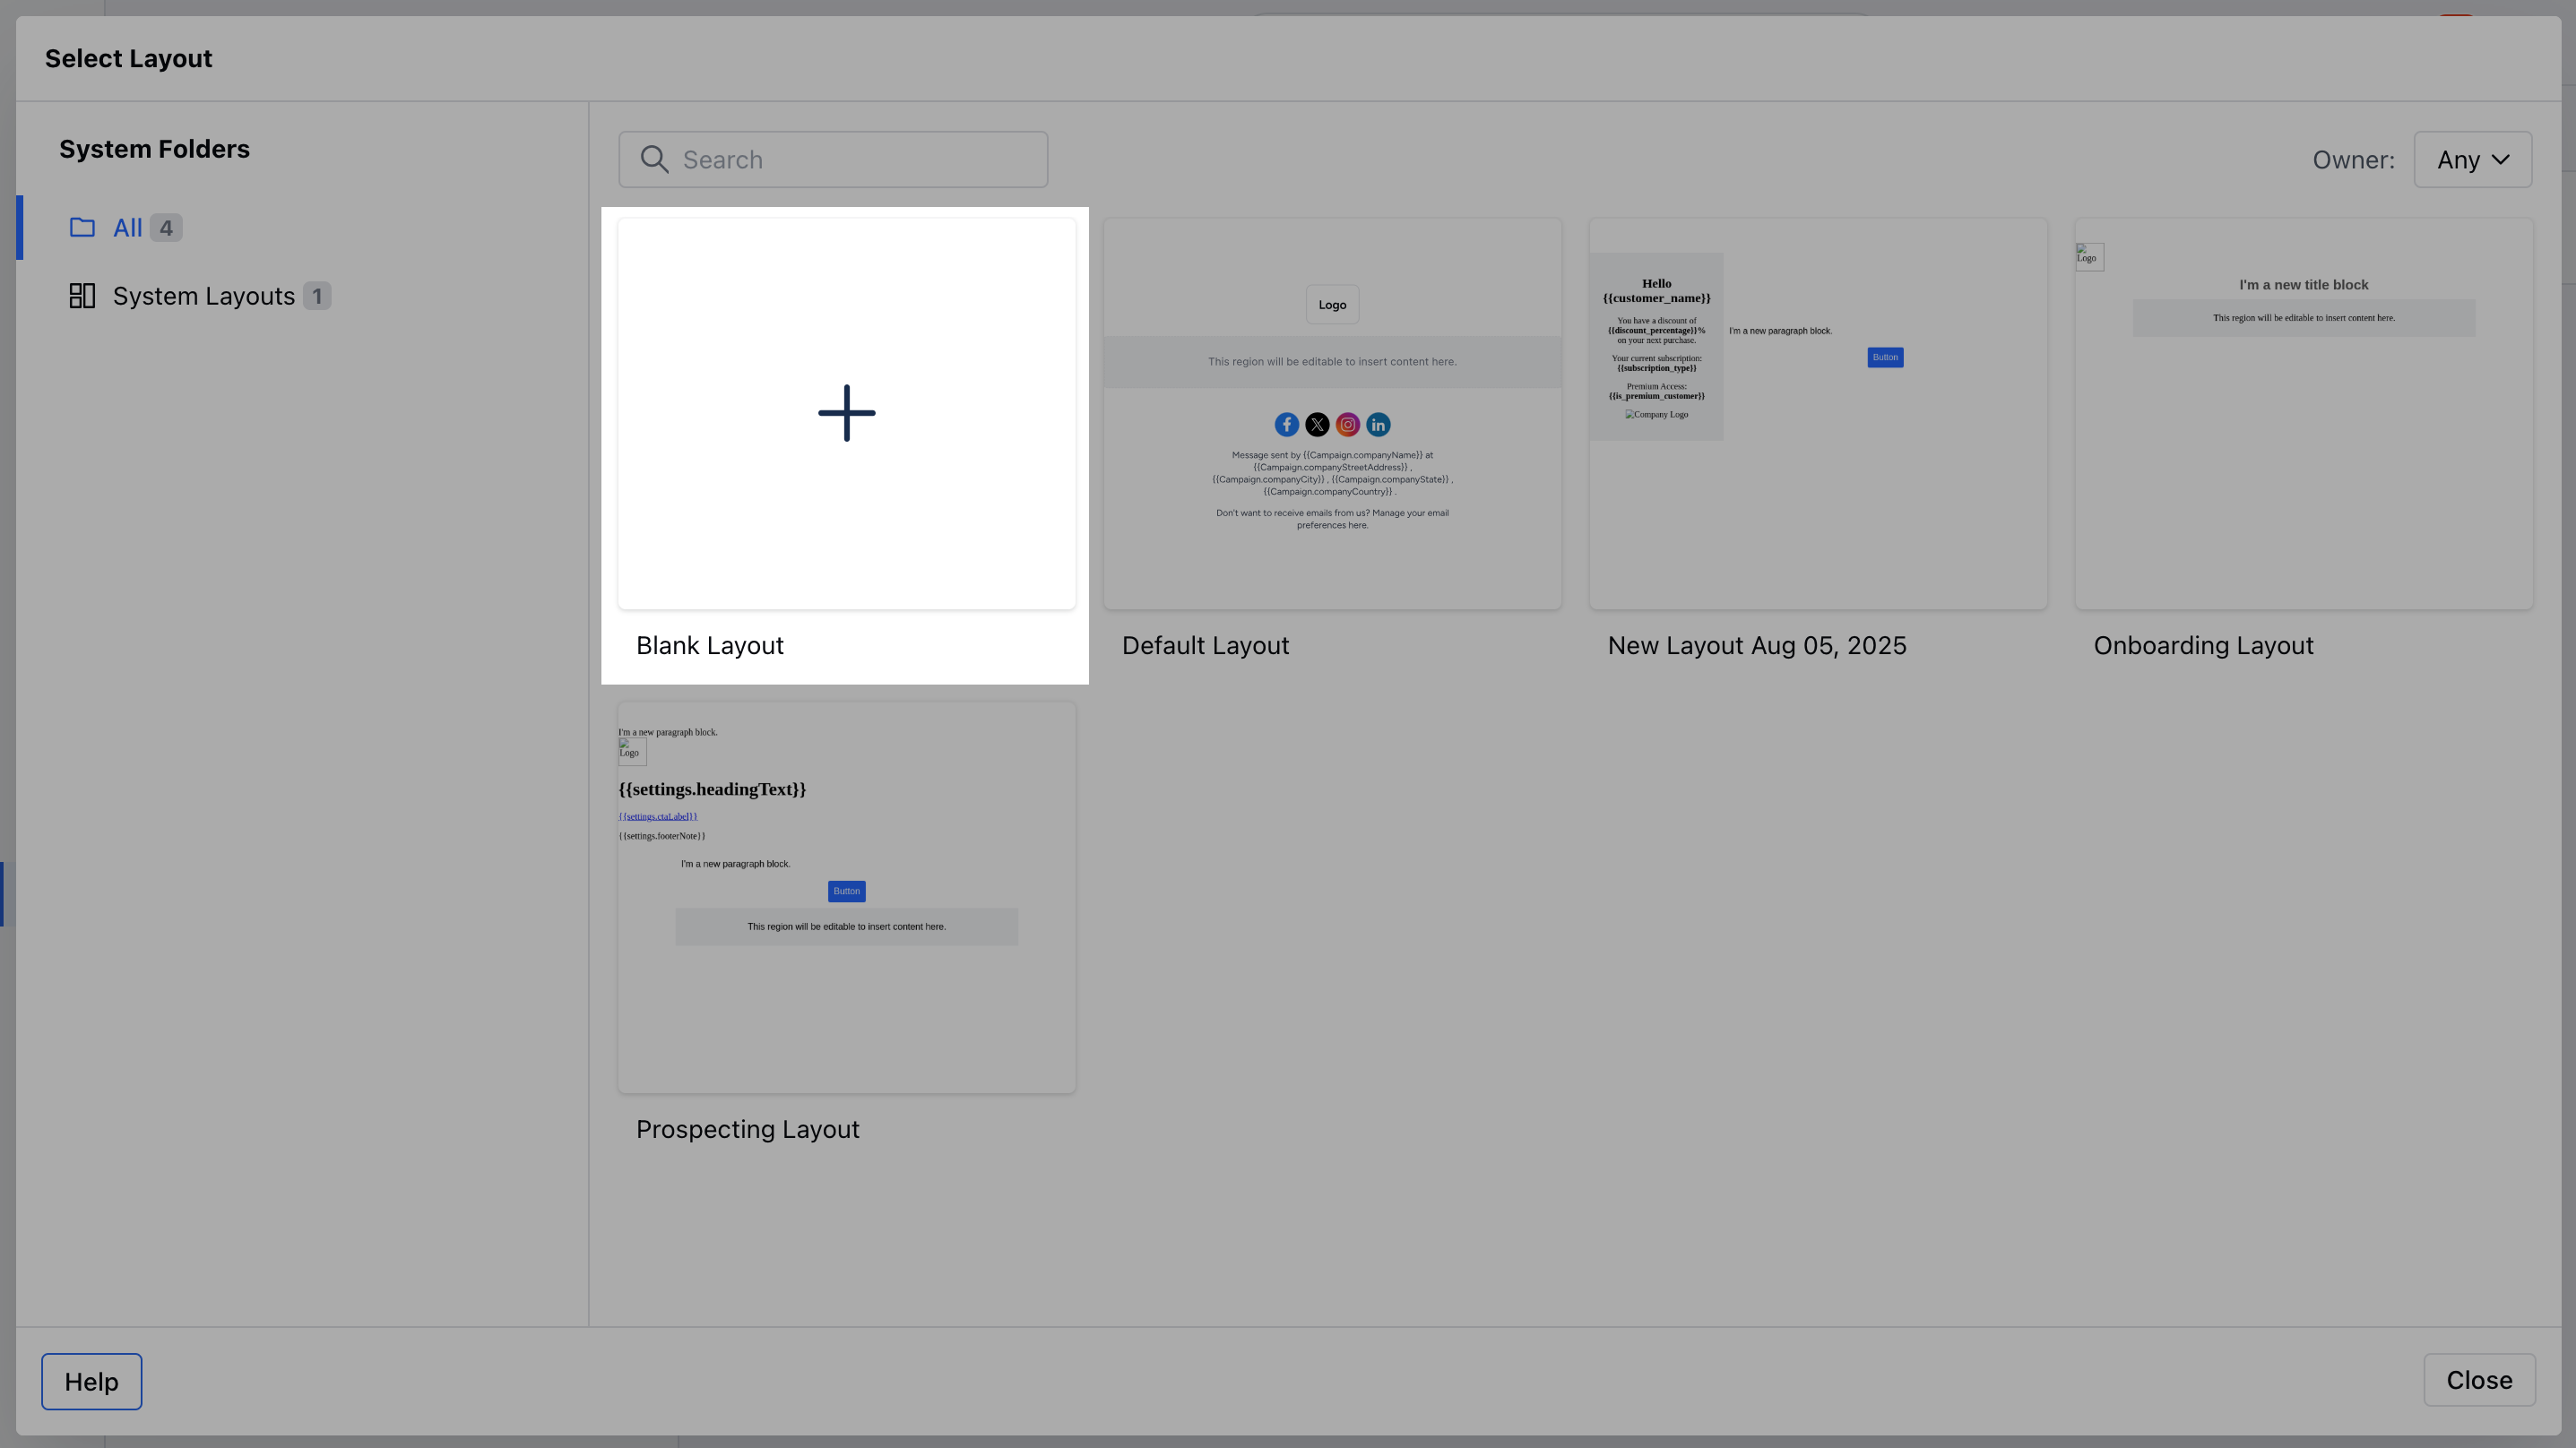 Select Layout
System Folders
All 4
System Layouts 1
Search
Owner:
Any
Blank Layout
Logo
This region will be editable to insert content here.
Message sent by {{Campaign.companyName}} at
{{Campaign.companyStreetAddress}} ,
{{Campaign.companyCity}} , {{Campaign.companyState}} ,
{{Campaign.companyCountry}} .
Don't want to receive emails from us? Manage your email
preferences here.
Default Layout
Hello
{{customer_name}}
You have a discount of
{{discount_percentage}}%
on your next purchase.
Your current subscription:
{{subscription_type}}
Premium Access:
{{is_premium_customer}}
Company Logo
I'm a new paragraph block.
Button
New Layout Aug 05, 2025
Logo
I'm a new title block
This region will be editable to insert content here.
Onboarding Layout
I'm a new paragraph block.
Logo
{{settings.headingText}}
{{settings.ctaLabel}}
{{settings.footerNote}}
I'm a new paragraph block.
Button
This region will be editable to insert content here.
Prospecting Layout
Help
Close